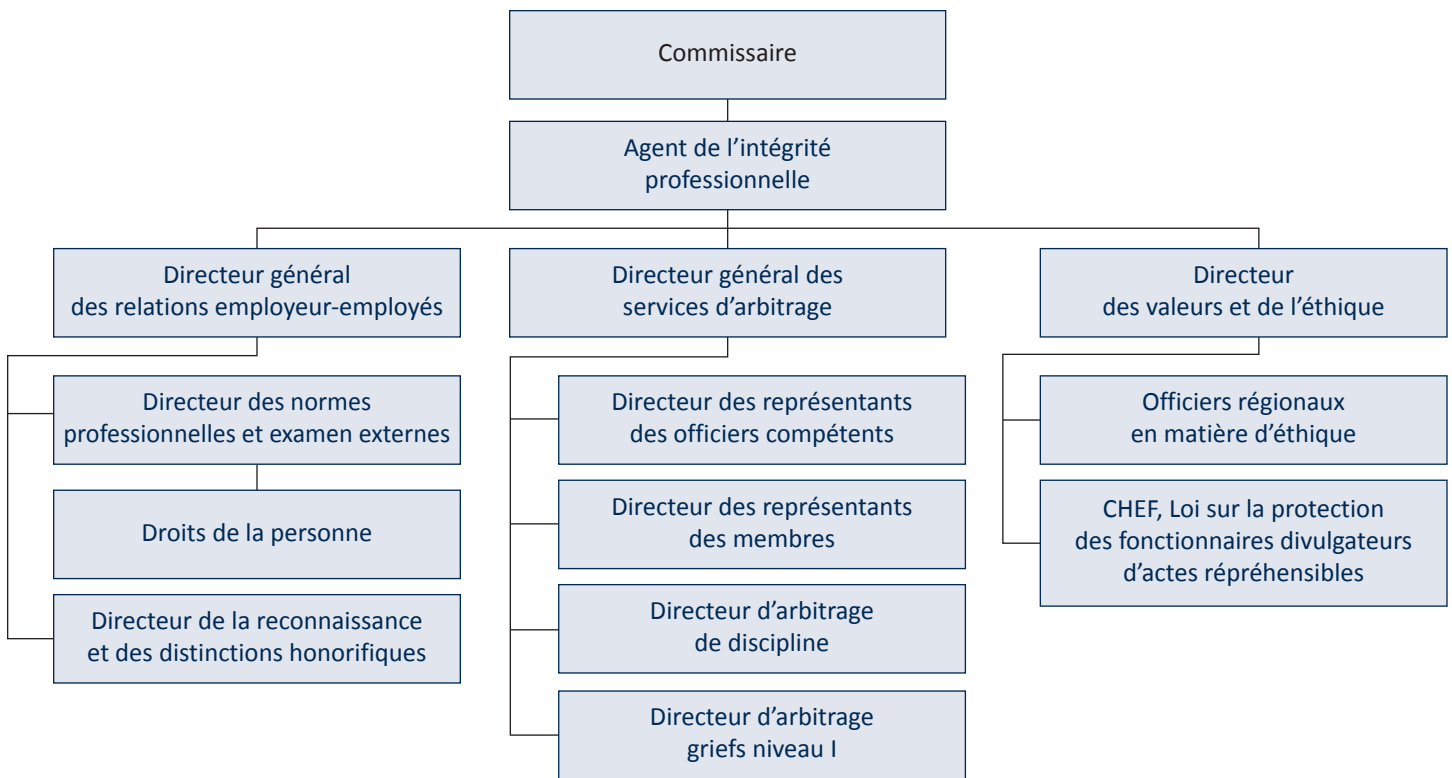 Commissaire
Agent de l’intégrité
professionnelle
Directeur général
des relations employeur-employés
Directeur général des
services d’arbitrage
Directeur
des valeurs et de l’éthique
Directeur des normes
professionnelles et examen externes
Droits de la personne
Directeur de la reconnaissance
et des distinctions honorifiques
Directeur des représentants
des officiers compétents
Directeur des représentants
des membres
Directeur d’arbitrage
de discipline
Directeur d’arbitrage
griefs niveau I
Officiers régionaux
en matière d’éthique
CHEF, Loi sur la protection
des fonctionnaires divulgateurs
d’actes répréhensibles